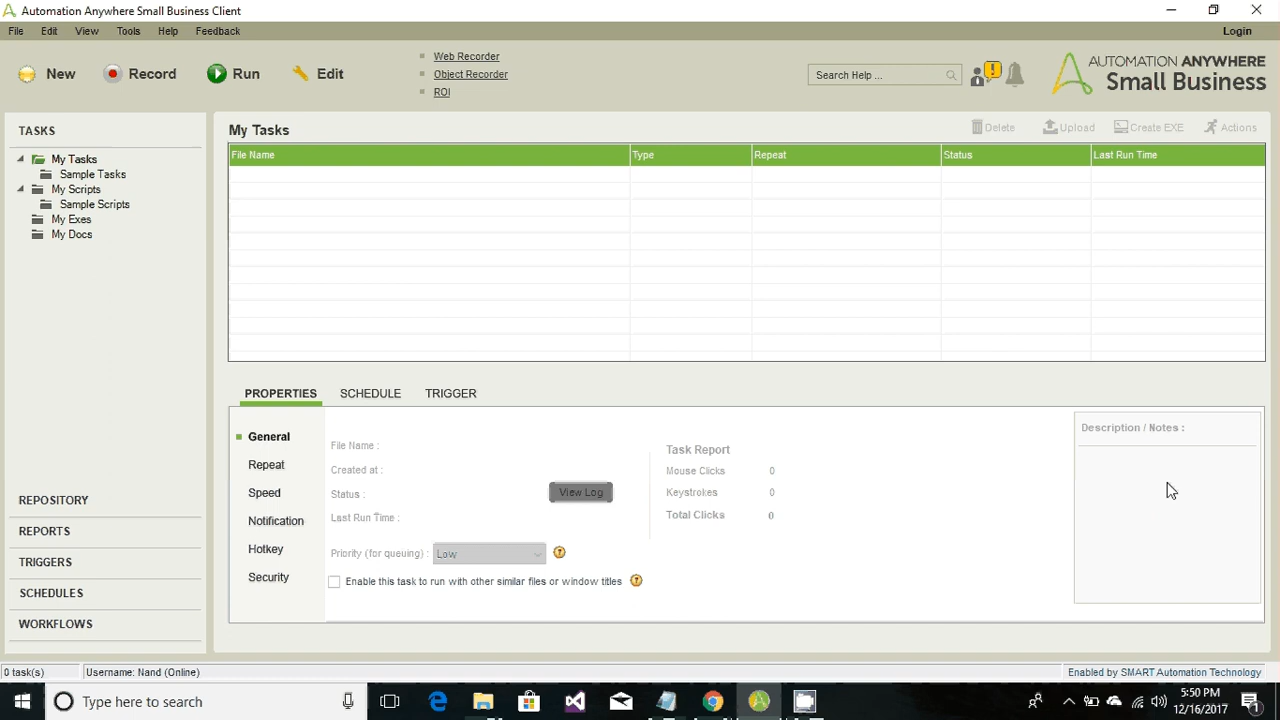 Automation Anywhere Small Business Client
File Edit View Tools Help Feedback Login
New Record Run Edit
Web Recorder
Object Recorder
ROI
Search Help ...
AUTOMATION ANYWHERE
Small Business
TASKS
My Tasks
Sample Tasks
My Scripts
Sample Scripts
My Exes
My Docs
REPOSITORY
REPORTS
TRIGGERS
SCHEDULES
WORKFLOWS
My Tasks
Delete Upload Create EXE Actions
File Name Type Repeat Status Last Run Time
PROPERTIES SCHEDULE TRIGGER
General
Repeat
Speed
Notification
Hotkey
Security
File Name :
Created at :
Status :
View Log
Last Run Time :
Priority (for queuing) : Low
Enable this task to run with other similar files or window titles
Task Report
Mouse Clicks 0
Keystrokes 0
Total Clicks 0
Description / Notes :
0 task(s) Username: Nand (Online) Enabled by SMART Automation Technology
Type here to search
5:50 PM
12/16/2017
1